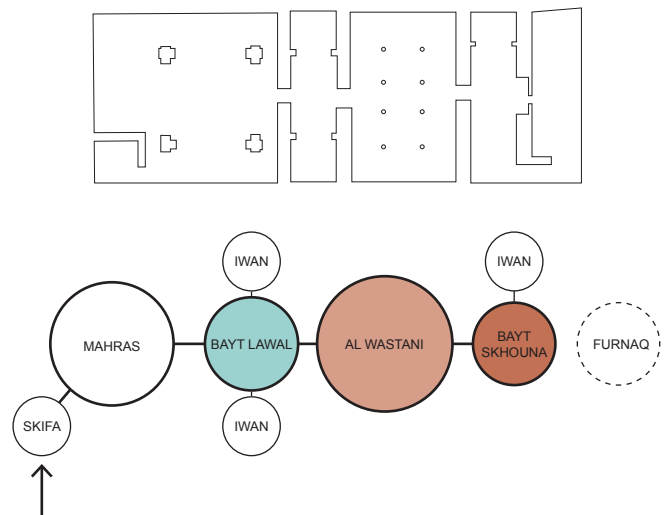 IWAN
IWAN
MAHRAS
BAYT LAWAL
AL WASTANI
BAYT
SKHOUNA
FURNAQ
SKIFA
IWAN